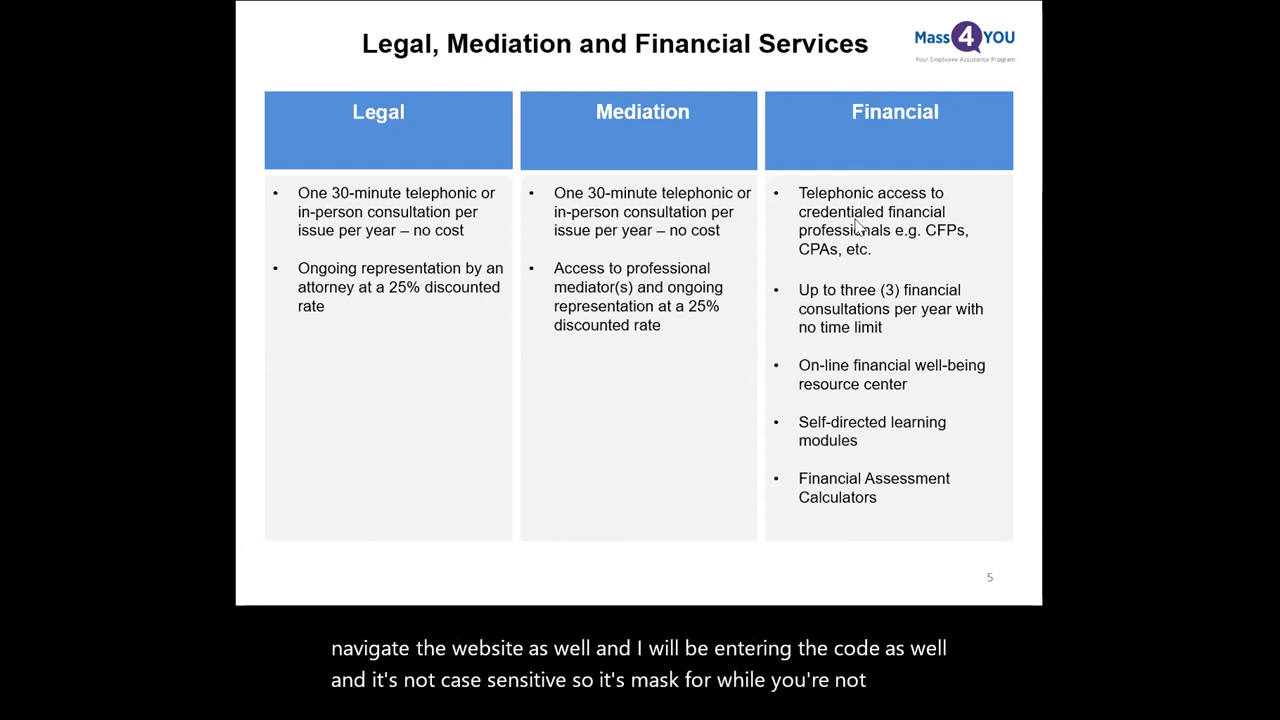 Legal, Mediation and Financial Services
Mass 4 YOU
Your Employee Assistance Program
Legal
• One 30-minute telephonic or
in-person consultation per
issue per year – no cost
• Ongoing representation by an
attorney at a 25% discounted
rate
Mediation
• One 30-minute telephonic or
in-person consultation per
issue per year – no cost
• Access to professional
mediator(s) and ongoing
representation at a 25%
discounted rate
Financial
• Telephonic access to
credentialed financial
professionals e.g. CFPs,
CPAs, etc.
• Up to three (3) financial
consultations per year with
no time limit
• On-line financial well-being
resource center
• Self-directed learning
modules
• Financial Assessment
Calculators
5
navigate the website as well and I will be entering the code as well
and it's not case sensitive so it's mask for while you're not